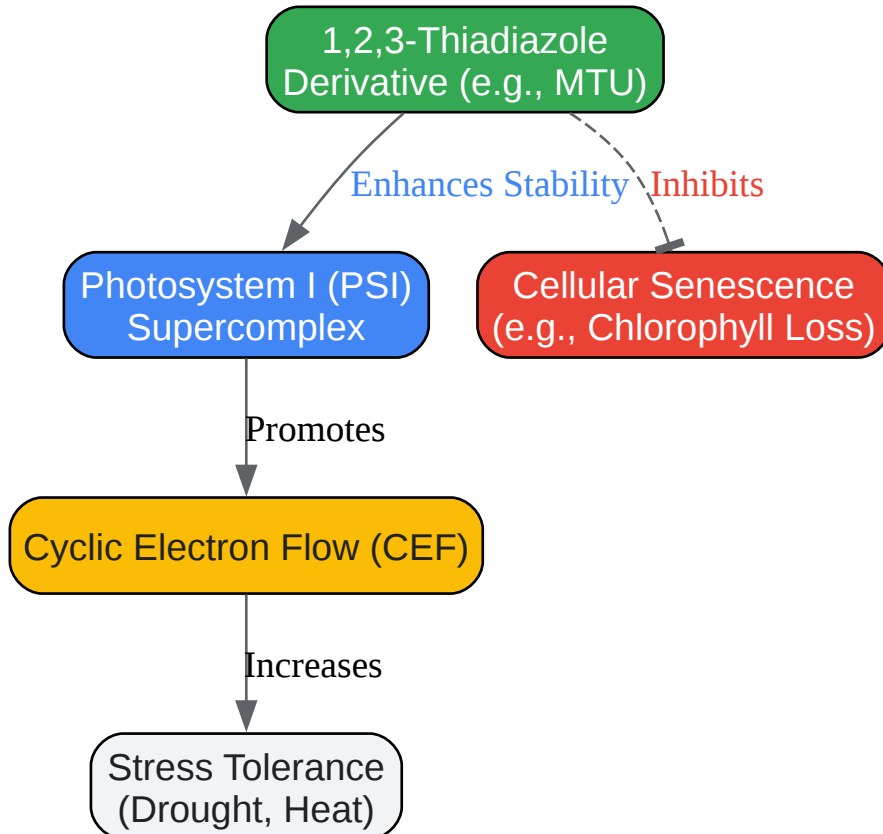 1,2,3-Thiadiazole
Derivative (e.g., MTU)
Enhances Stability
Inhibits
Photosystem I (PSI)
Supercomplex
Cellular Senescence
(e.g., Chlorophyll Loss)
Promotes
Cyclic Electron Flow (CEF)
Increases
Stress Tolerance
(Drought, Heat)